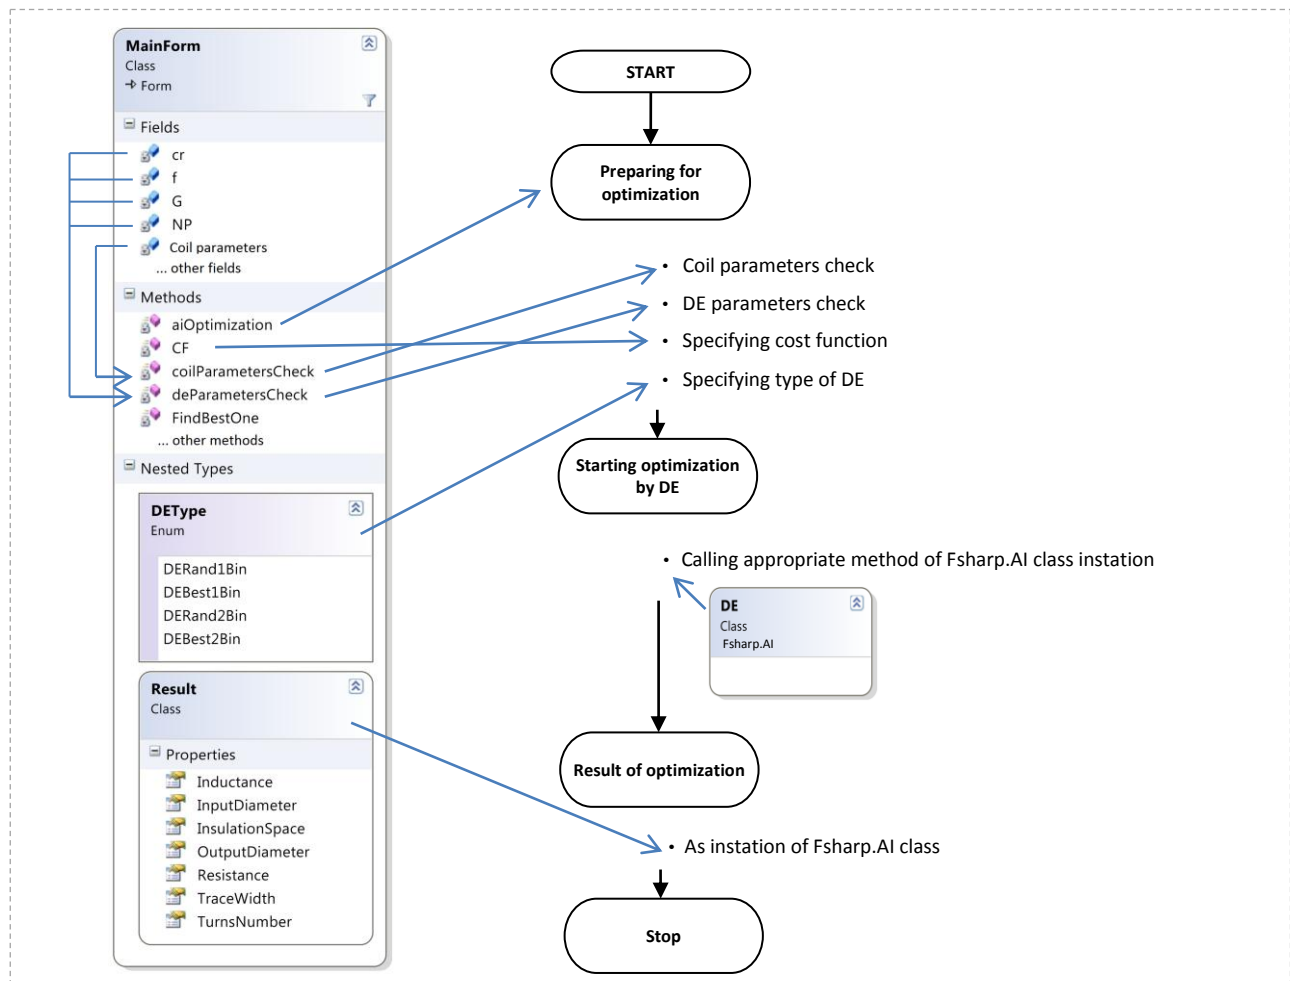 MainForm
Class
Form
Fields
cr
f
G
NP
Coil parameters
... other fields
Methods
aiOptimization
CF
coilParametersCheck
deParametersCheck
FindBestOne
... other methods
Nested Types
DEType
Enum
DERand1Bin
DEBest1Bin
DERand2Bin
DEBest2Bin
Result
Class
Properties
Inductance
InputDiameter
InsulationSpace
OutputDiameter
Resistance
TraceWidth
TurnsNumber
START
Preparing for
optimization
• Coil parameters check
• DE parameters check
• Specifying cost function
• Specifying type of DE
Starting optimization
by DE
• Calling appropriate method of Fsharp.AI class instation
DE
Class
Fsharp.AI
Result of optimization
• As instation of Fsharp.AI class
Stop